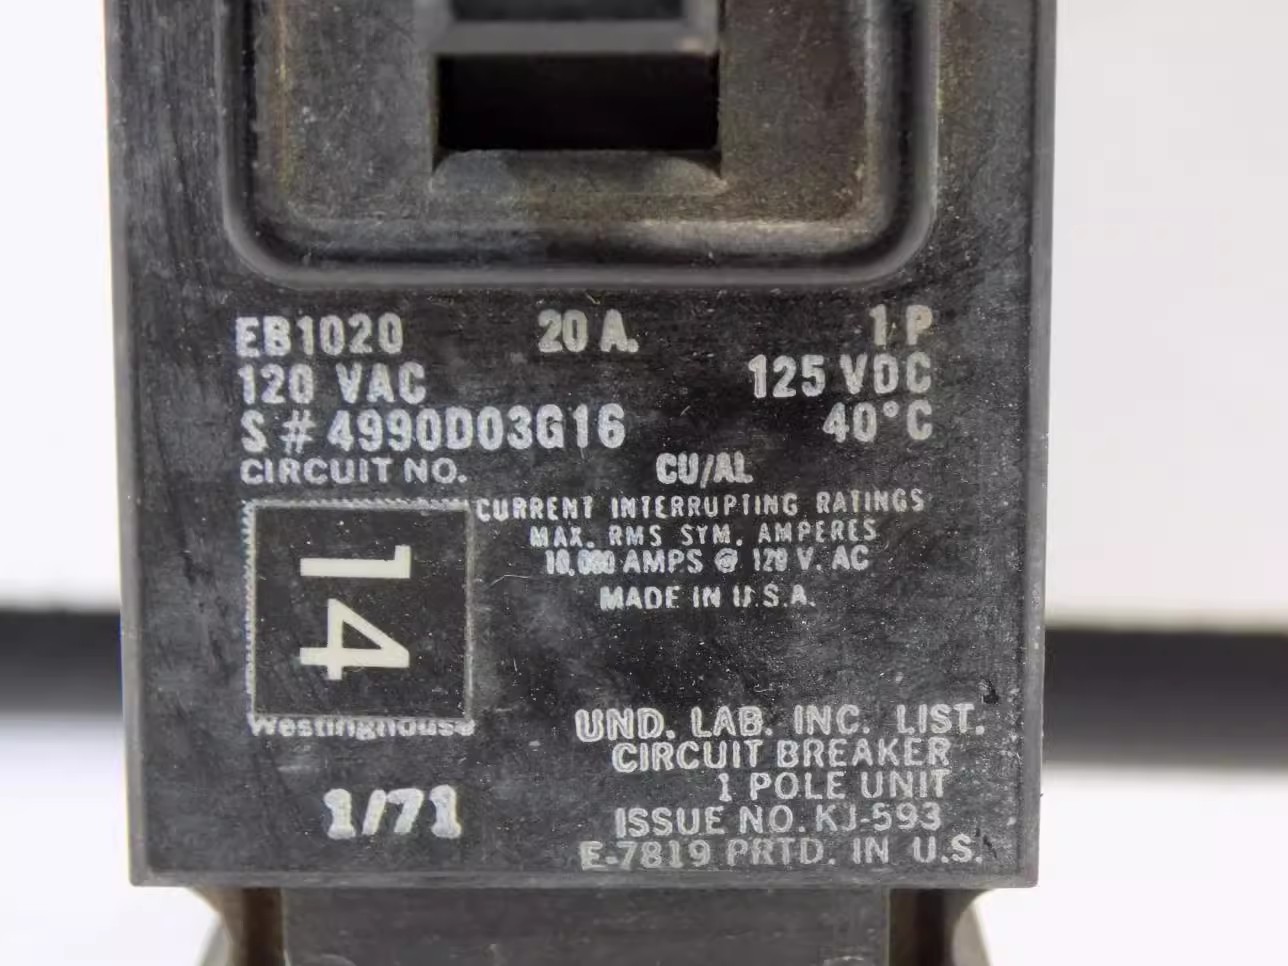 EB1020 20 A. 1 P
120 VAC 125 VDC
S # 4990D03G16 40°C
CIRCUIT NO. CU/AL
CURRENT INTERRUPTING RATINGS
MAX. RMS SYM. AMPERES
10,000 AMPS @ 120 V. AC
MADE IN U.S.A.
14
Westinghouse
UND. LAB. INC. LIST.
CIRCUIT BREAKER
1 POLE UNIT
1/71
ISSUE NO. KJ-593
E-7819 PRTD. IN U.S.